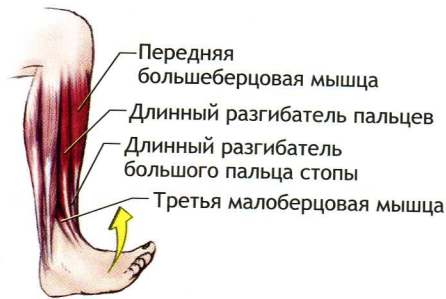 Передняя
большеберцовая мышца
Длинный разгибатель пальцев
Длинный разгибатель
большого пальца стопы
Третья малоберцовая мышца